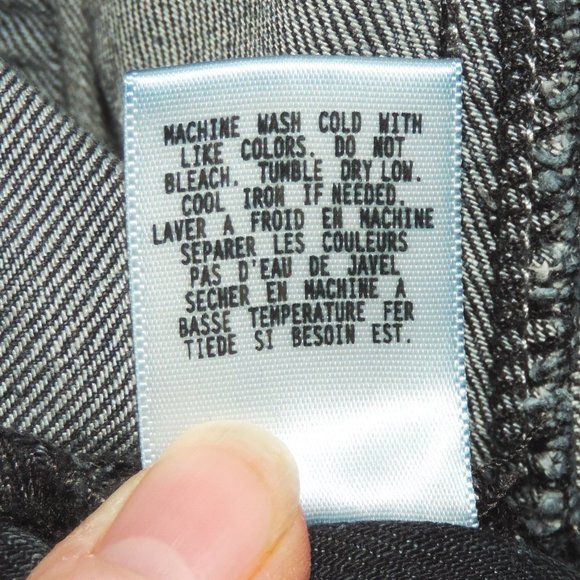 MACHINE WASH COLD WITH
LIKE COLORS. DO NOT
BLEACH. TUMBLE DRY LOW.
COOL IRON IF NEEDED.
LAVER A FROID EN MACHINE
SEPARER LES COULEURS
PAS D'EAU DE JAVEL
SECHER EN MACHINE A
BASSE TEMPERATURE FER
TIEDE SI BESOIN EST.